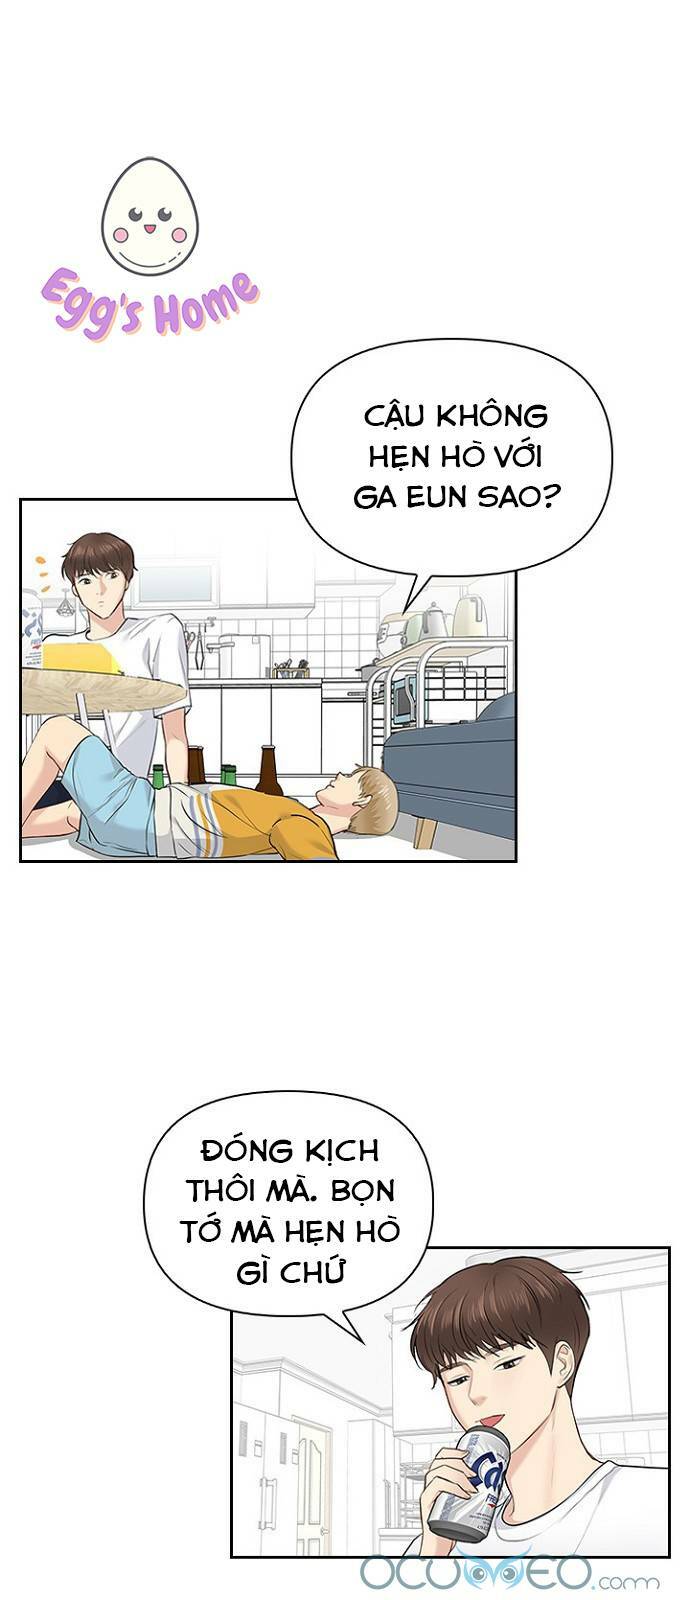 Egg's Home
CẬU KHÔNG
HẸN HÒ VỚI
GA EUN SAO?
ĐÓNG KỊCH
THÔI MÀ. BỌN
TỚ MÀ HẸN HÒ
GÌ CHỨ
OCUMEO.com